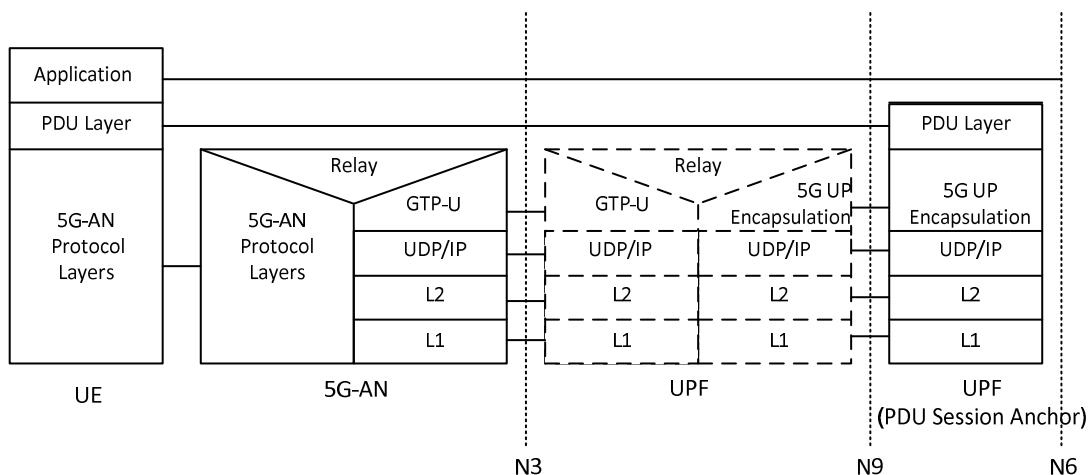 Application
PDU Layer
PDU Layer
Relay
Relay
5G-AN
Protocol
Layers
5G-AN
Protocol
Layers
GTP-U
GTP-U
5G UP
Encapsulation
5G UP
Encapsulation
UDP/IP
UDP/IP
UDP/IP
UDP/IP
L2
L2
L2
L2
L1
L1
L1
L1
UE
5G-AN
UPF
UPF
(PDU Session Anchor)
N3
N9
N6